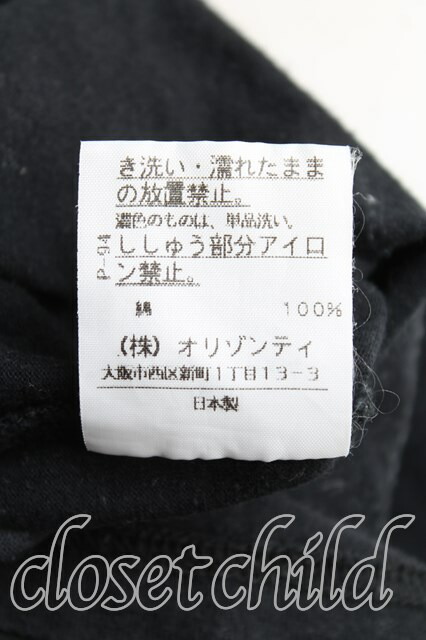 き洗い・濡れたまま
の放置禁止。
濃色のものは、単品洗い。
ししゅう部分アイロ
ン禁止。
P-94
綿 100%
(株) オリゾンティ
大阪市西区新町1丁目13-3
日本製
closet child